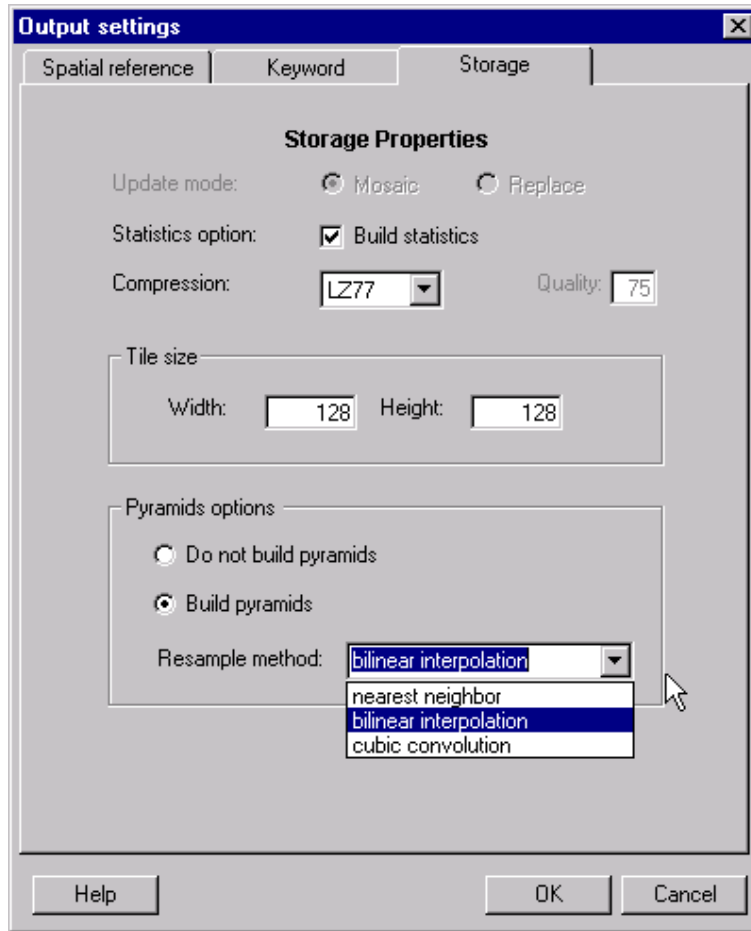 Output settings
Spatial reference Keyword Storage
Storage Properties
Update mode: Mosaic Replace
Statistics option: Build statistics
Compression: LZ77 Quality: 75
Tile size
Width: 128 Height: 128
Pyramids options
Do not build pyramids
Build pyramids
Resample method: bilinear interpolation
nearest neighbor
bilinear interpolation
cubic convolution
Help OK Cancel